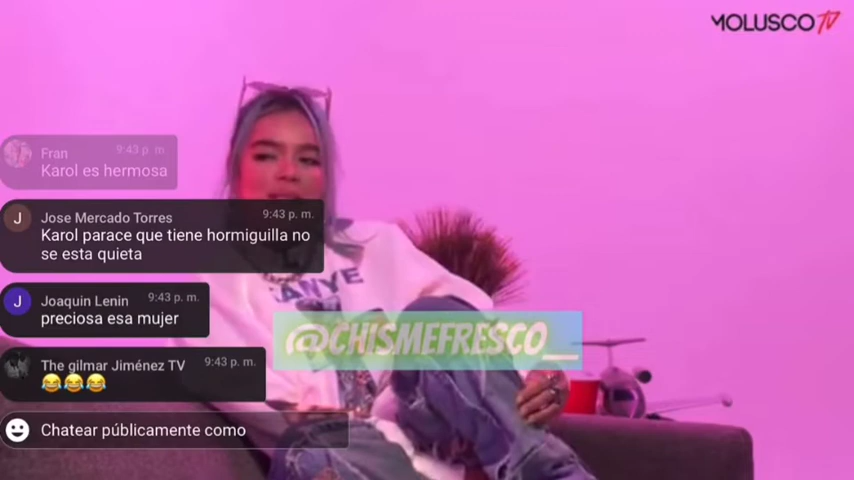 MOLUSCO TV
Fran 9:43 p m
Karol es hermosa
Jose Mercado Torres 9:43 p. m.
Karol parace que tiene hormiguilla no
se esta quieta
KANYE
Joaquin Lenin 9:43 p. m.
preciosa esa mujer
@CHISMEFRESCO__
The gilmar Jiménez TV 9:43 p. m.
Chatear públicamente como